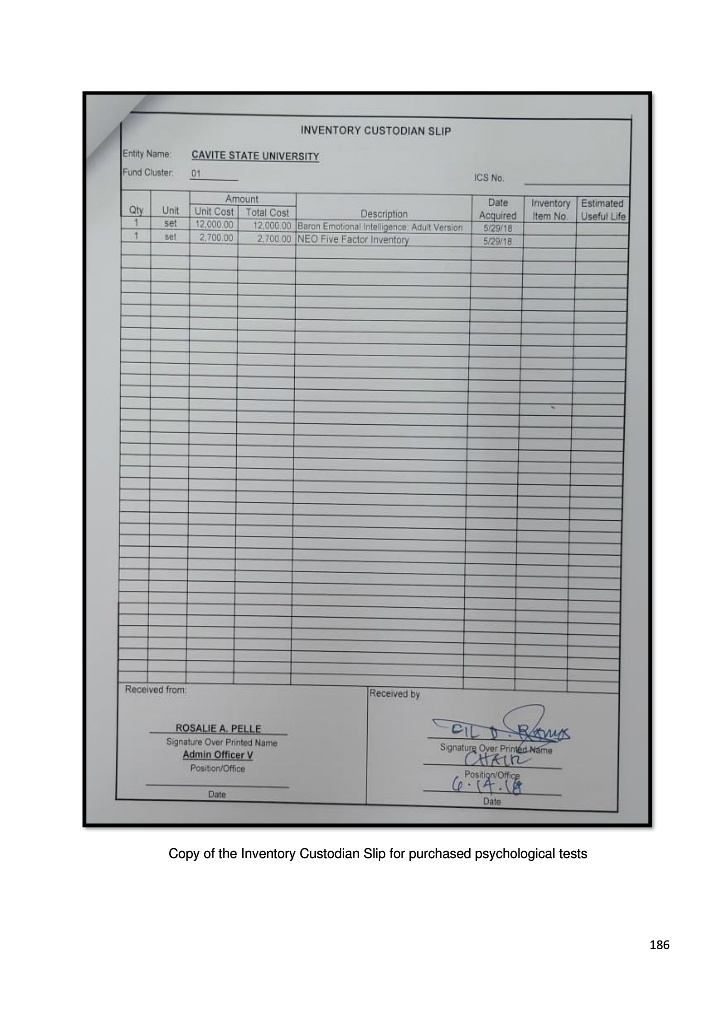 INVENTORY CUSTODIAN SLIP
Entity Name: CAVITE STATE UNIVERSITY
Fund Cluster: 01
ICS No.
Qty Unit Amount Unit Cost Total Cost Description Date Acquired Inventory Item No. Estimated Useful Life
1 set 12,000.00 12,000.00 Baron Emotional Intelligence: Adult Version 5/29/18
1 set 2,700.00 2,700.00 NEO Five Factor Inventory 5/29/18
Received from:
ROSALIE A. PELLE
Signature Over Printed Name
Admin Officer V
Position/Office
Date
Received by
Signature Over Printed Name
CHAIR
Position/Office
6.14.18
Date
Copy of the Inventory Custodian Slip for purchased psychological tests
186